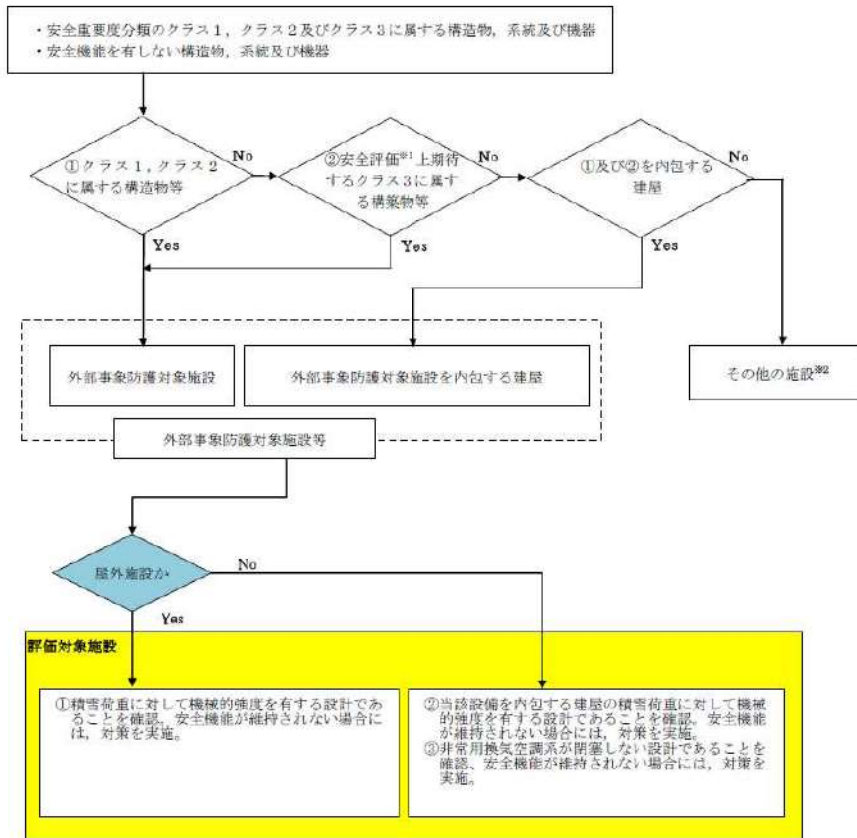 ・安全重要度分類のクラス１，クラス２及びクラス３に属する構造物，系統及び機器
・安全機能を有しない構造物，系統及び機器
①クラス１，クラス２
に属する構造物等
No
②安全評価※1上期待
するクラス３に属す
る構築物等
No
①及び②を内包する
建屋
No
Yes
Yes
Yes
外部事象防護対象施設
外部事象防護対象施設を内包する建屋
その他の施設※2
外部事象防護対象施設等
屋外施設か
No
Yes
評価対象施設
①積雪荷重に対して機械的強度を有する設計であ
ることを確認，安全機能が維持されない場合に
は，対策を実施。
②当該設備を内包する建屋の積雪荷重に対して機械
的強度を有する設計であることを確認。安全機能
が維持されない場合には，対策を実施。
③非常用換気空調系が閉塞しない設計であることを
確認、安全機能が維持されない場合には，対策を
実施。